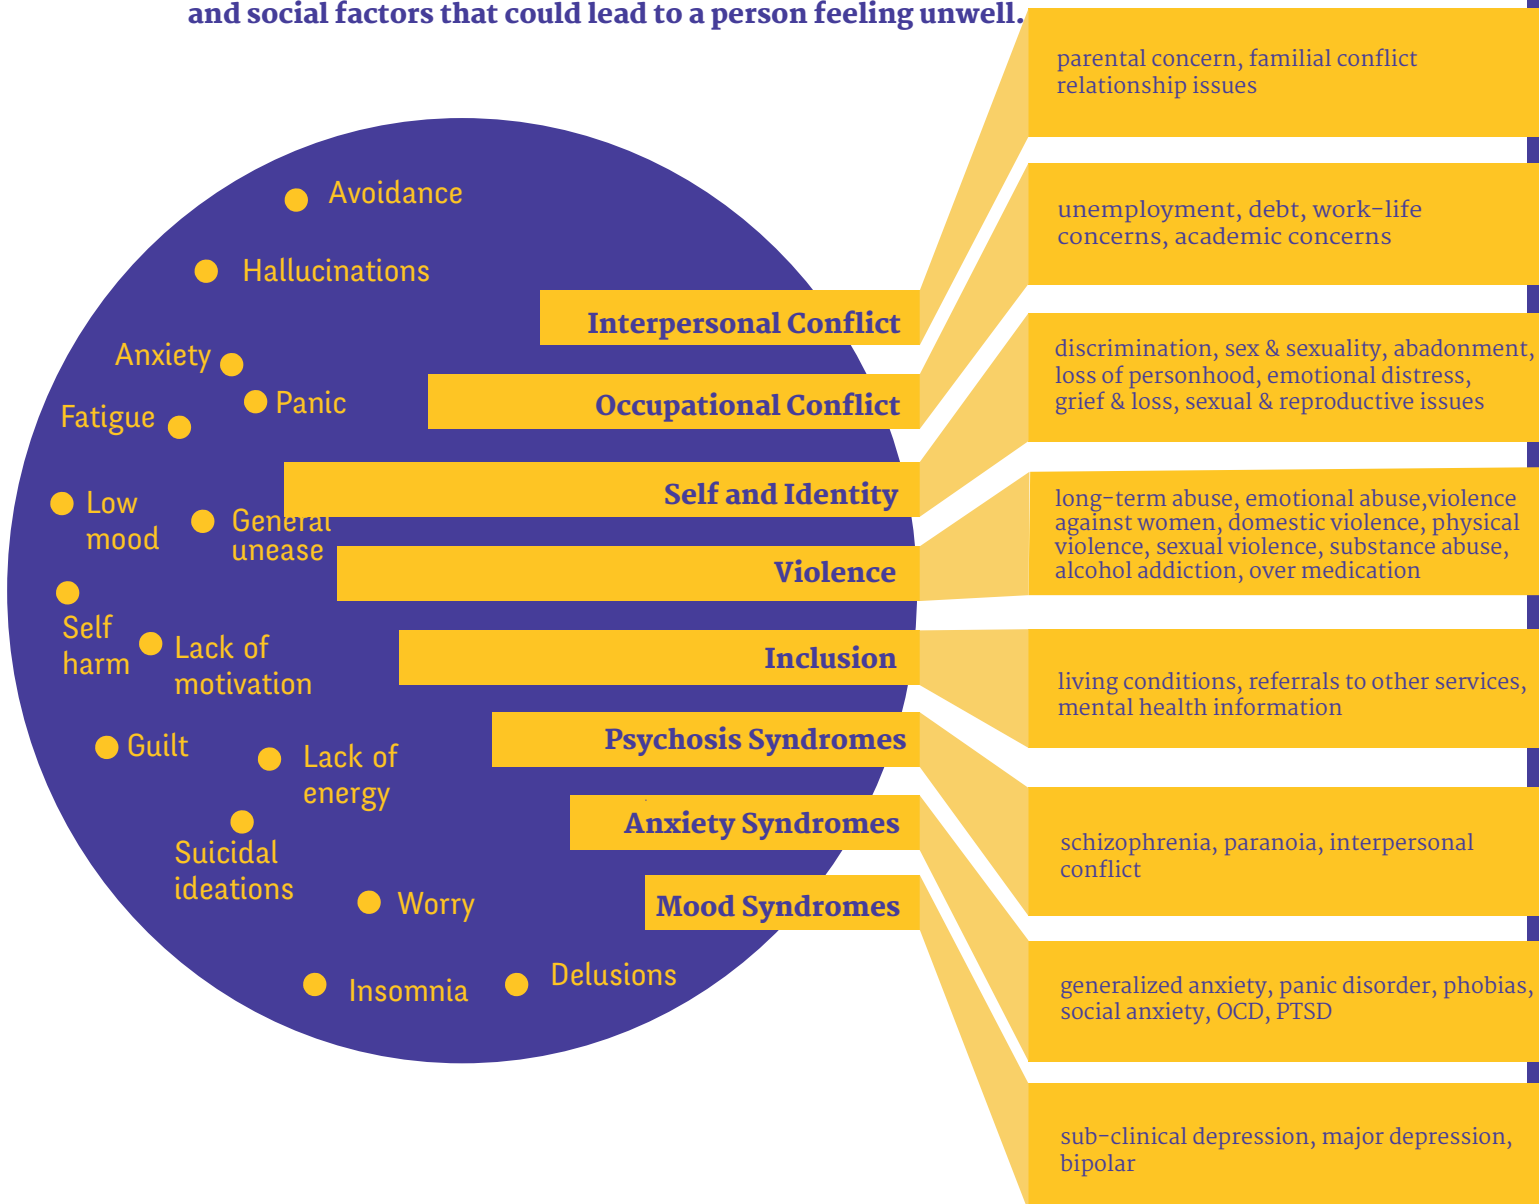 and social factors that could lead to a person feeling unwell.
parental concern, familial conflict
relationship issues
unemployment, debt, work-life
concerns, academic concerns
discrimination, sex & sexuality, abadonment,
loss of personhood, emotional distress,
grief & loss, sexual & reproductive issues
long-term abuse, emotional abuse,violence
against women, domestic violence, physical
violence, sexual violence, substance abuse,
alcohol addiction, over medication
living conditions, referrals to other services,
mental health information
schizophrenia, paranoia, interpersonal
conflict
generalized anxiety, panic disorder, phobias,
social anxiety, OCD, PTSD
sub-clinical depression, major depression,
bipolar
Interpersonal Conflict
Occupational Conflict
Self and Identity
Violence
Inclusion
Psychosis Syndromes
Anxiety Syndromes
Mood Syndromes
Avoidance
Hallucinations
Anxiety
Panic
Fatigue
Low
mood
General
unease
Self
harm
Lack of
motivation
Guilt
Lack of
energy
Suicidal
ideations
Worry
Insomnia
Delusions